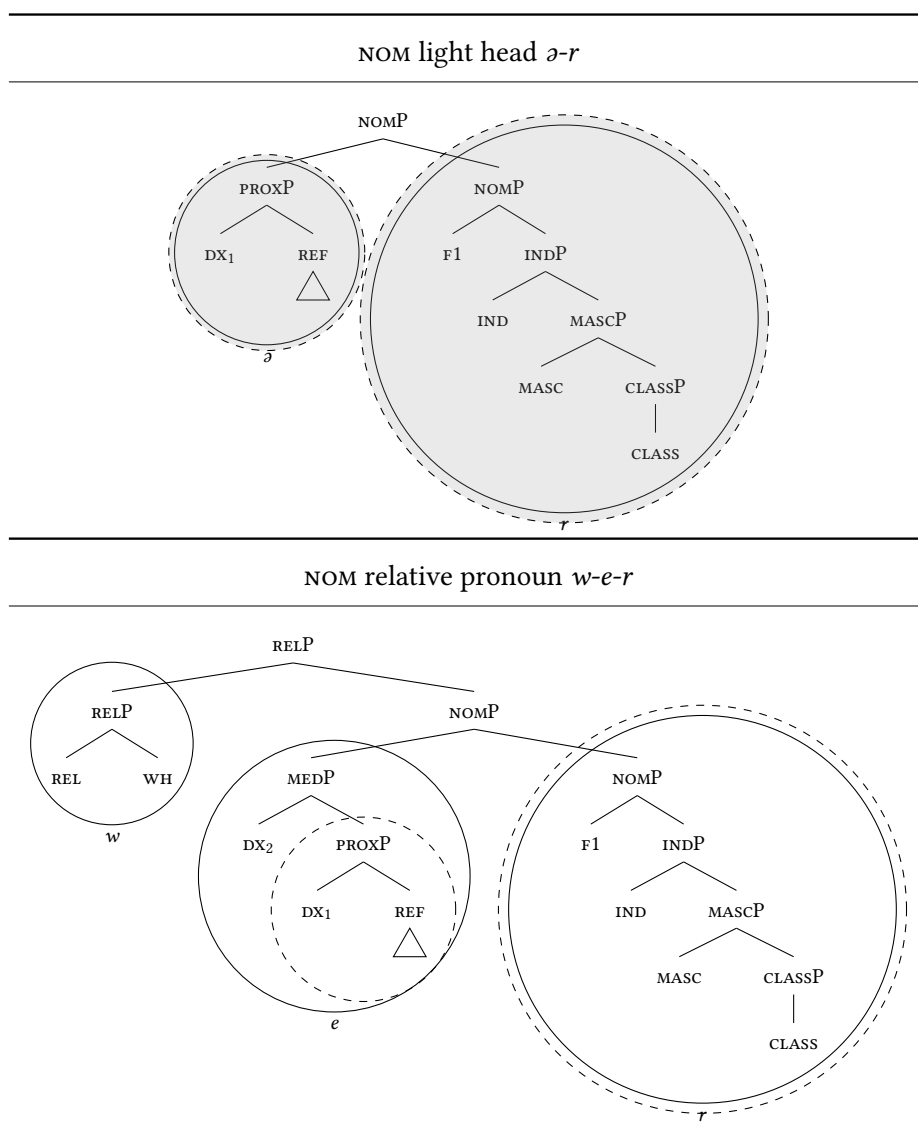 NOM light head ə-r
NOMP
PROXP NOMP
DX₁ REF F1 INDP
IND MASCP
ə
MASC CLASSP
CLASS
r
NOM relative pronoun w-e-r
RELP
RELP NOMP
REL WH MEDP NOMP
w
DX₂ PROXP F1 INDP
DX₁ REF IND MASCP
MASC CLASSP
e
CLASS
r